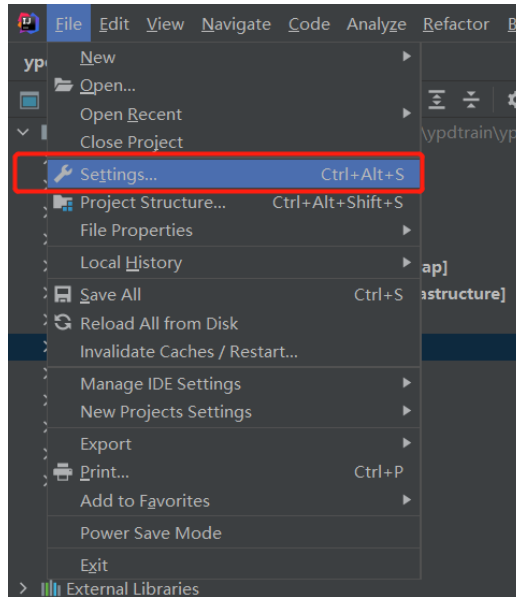 File Edit View Navigate Code Analyze Refactor B
yp
New
Open...
Open Recent
\ypdtrain\yp
Close Project
Settings... Ctrl+Alt+S
Project Structure... Ctrl+Alt+Shift+S
File Properties
Local History
ap]
Save All Ctrl+S
astructure]
Reload All from Disk
Invalidate Caches / Restart...
Manage IDE Settings
New Projects Settings
Export
Print... Ctrl+P
Add to Favorites
Power Save Mode
Exit
External Libraries